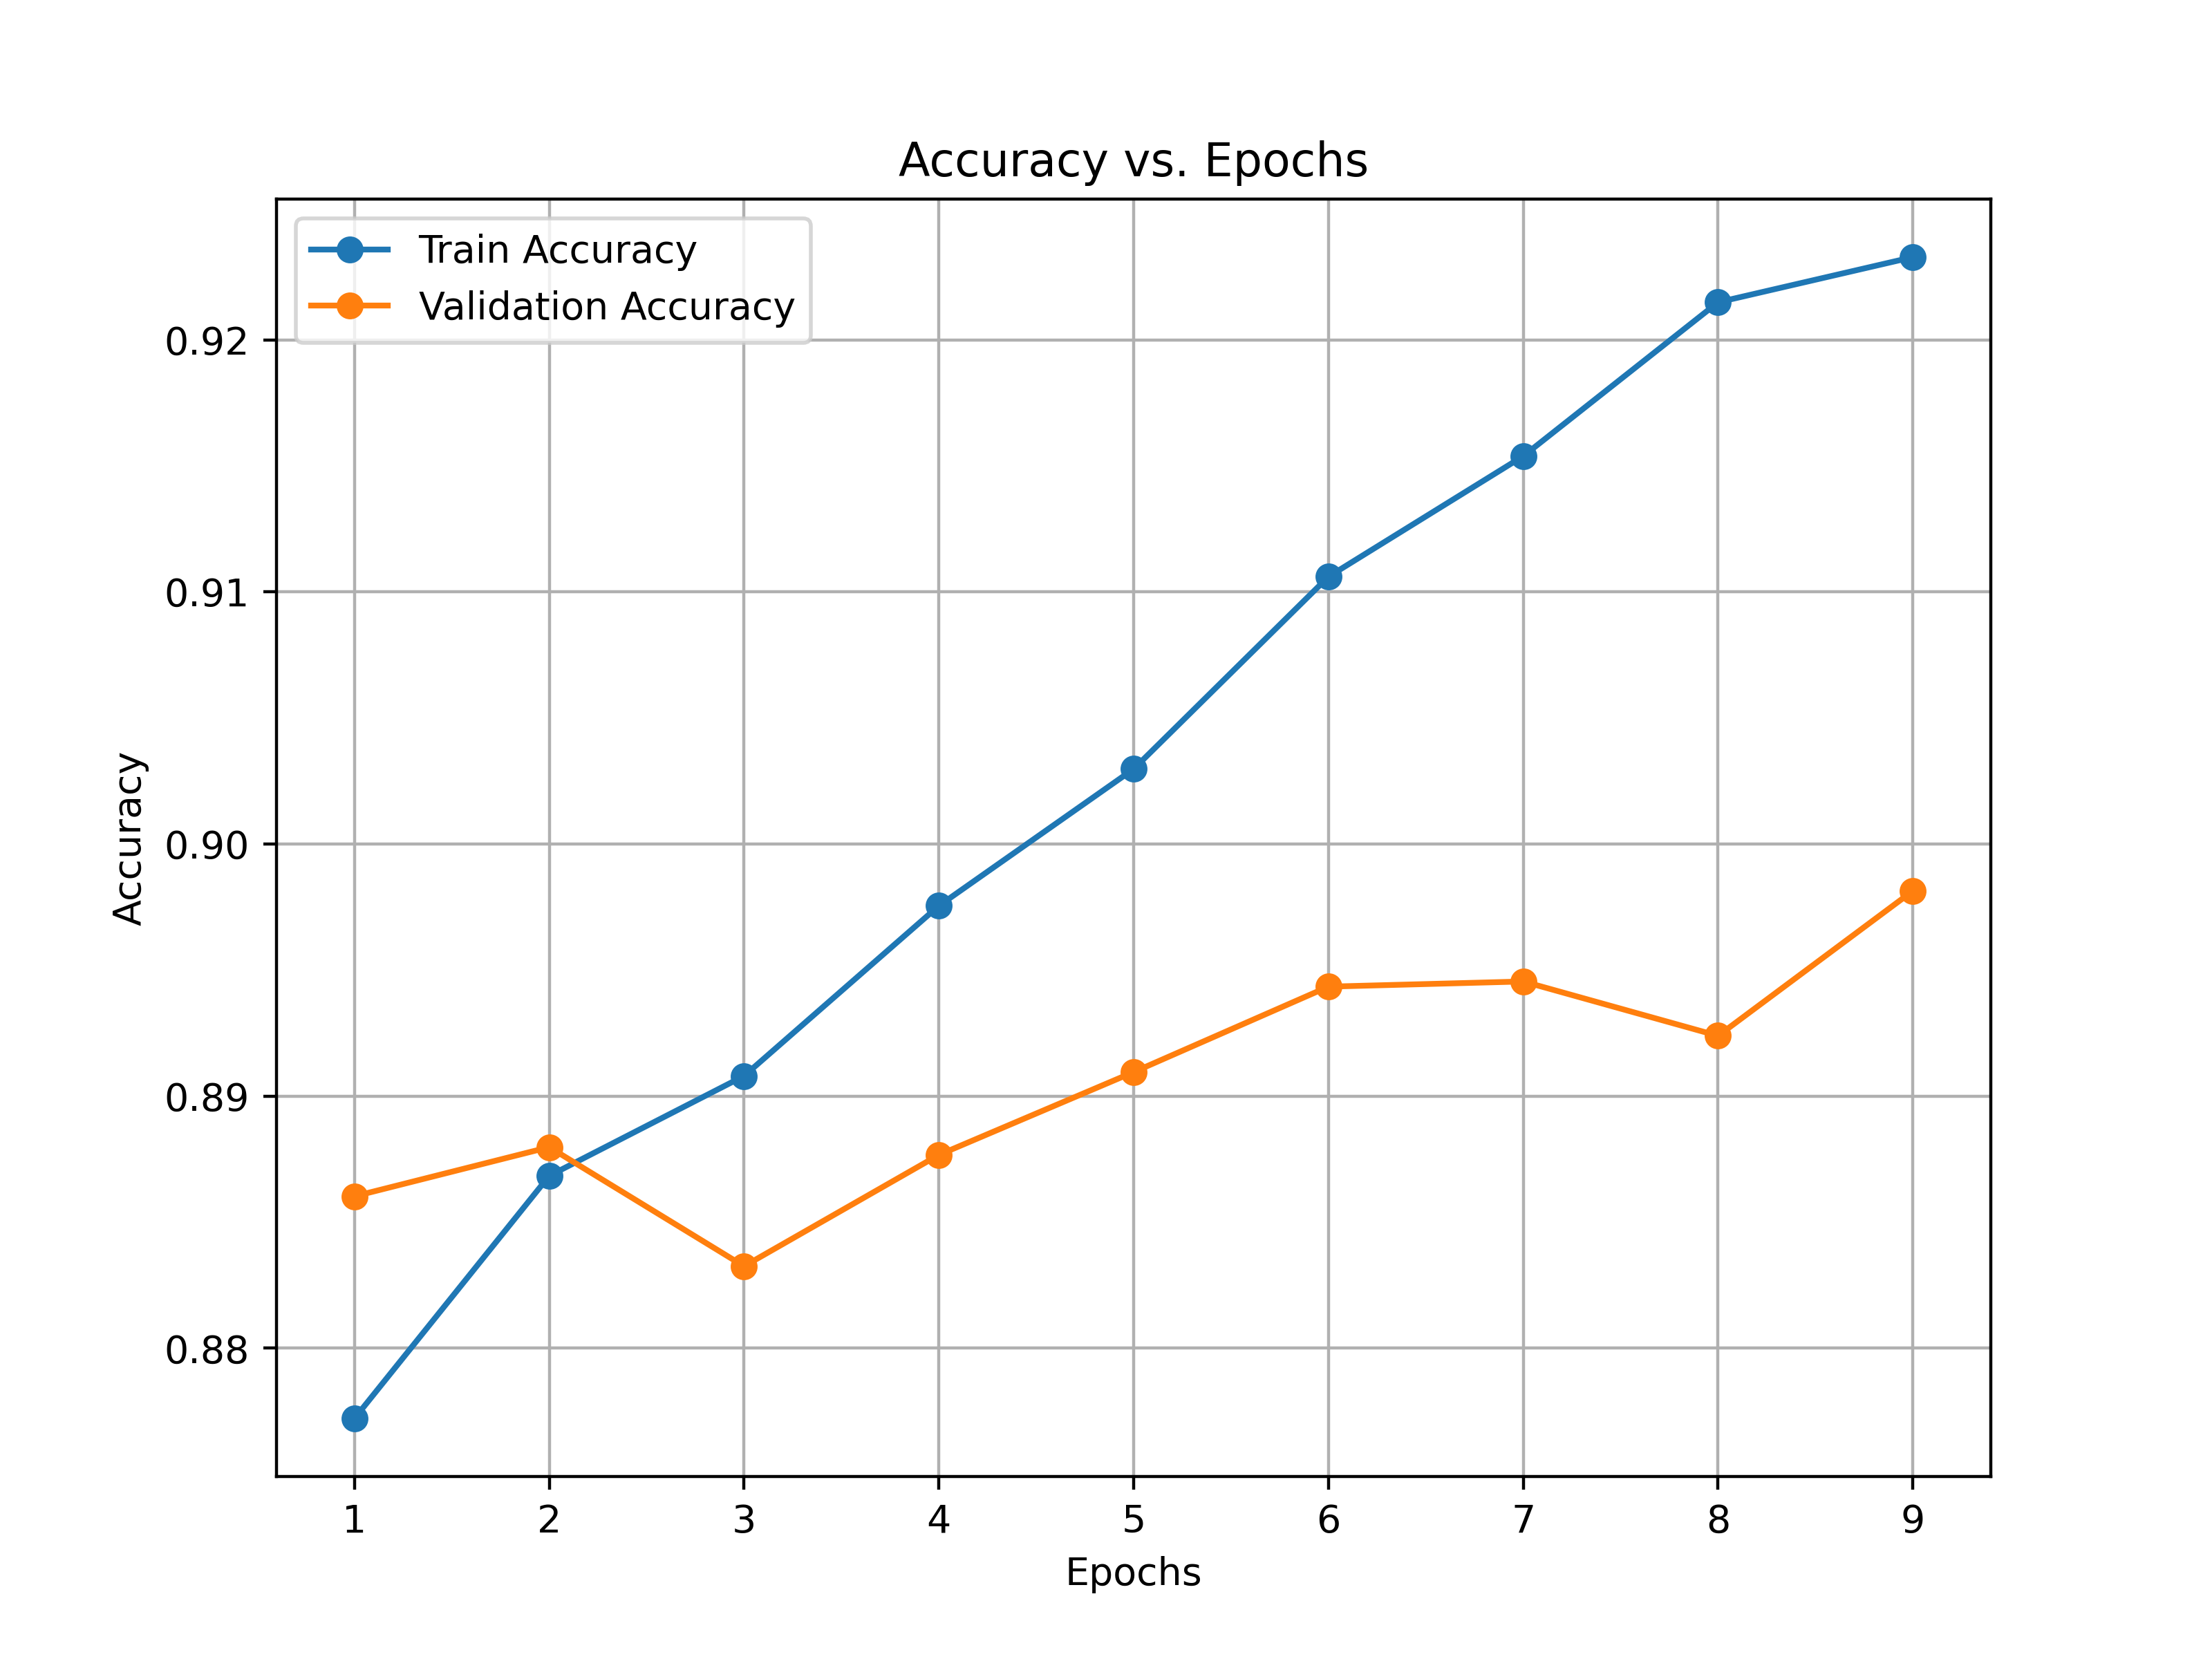 Accuracy vs. Epochs
Train Accuracy
Validation Accuracy
0.92
0.91
0.90
0.89
0.88
Accuracy
1 2 3 4 5 6 7 8 9
Epochs